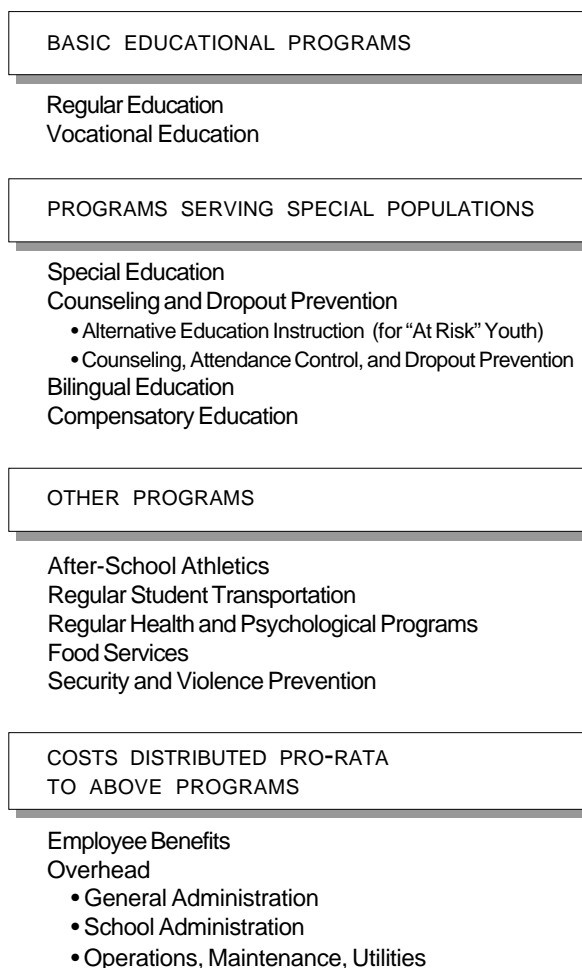 BASIC EDUCATIONAL PROGRAMS
Regular Education
Vocational Education
PROGRAMS SERVING SPECIAL POPULATIONS
Special Education
Counseling and Dropout Prevention
• Alternative Education Instruction (for “At Risk” Youth)
• Counseling, Attendance Control, and Dropout Prevention
Bilingual Education
Compensatory Education
OTHER PROGRAMS
After-School Athletics
Regular Student Transportation
Regular Health and Psychological Programs
Food Services
Security and Violence Prevention
COSTS DISTRIBUTED PRO-RATA
TO ABOVE PROGRAMS
Employee Benefits
Overhead
• General Administration
• School Administration
• Operations, Maintenance, Utilities